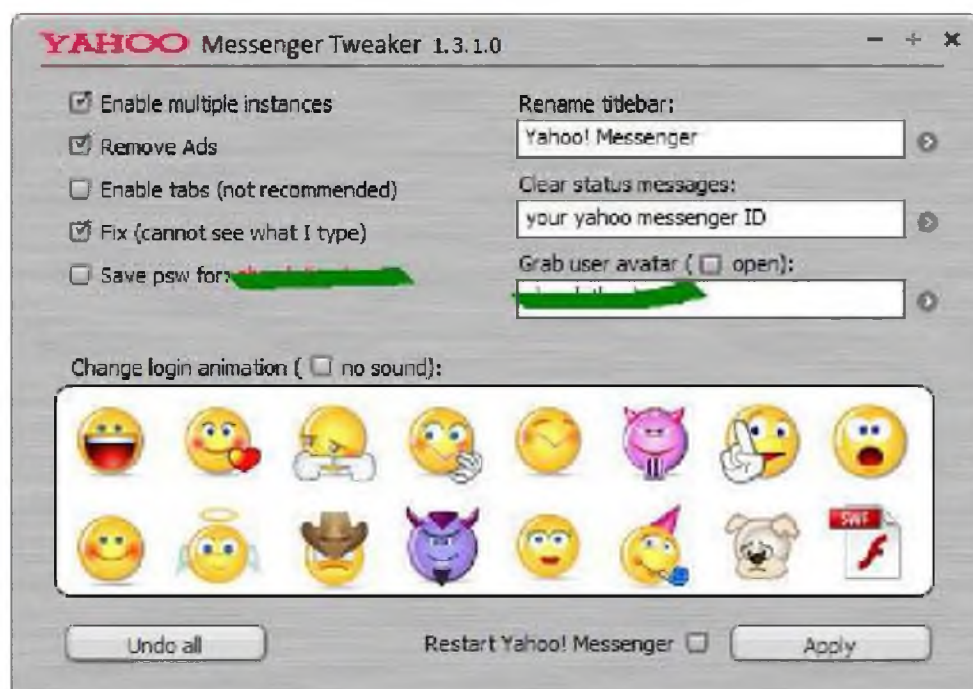 YAHOO Messenger Tweaker 1.3.1.0
Enable multiple instances
Remove Ads
Enable tabs (not recommended)
Fix (cannot see what I type)
Save psw for:
Rename titlebar:
Yahoo! Messenger
Clear status messages:
your yahoo messenger ID
Grab user avatar ( open):
Change login animation ( no sound):
SWF
Undo all
Restart Yahoo! Messenger
Apply